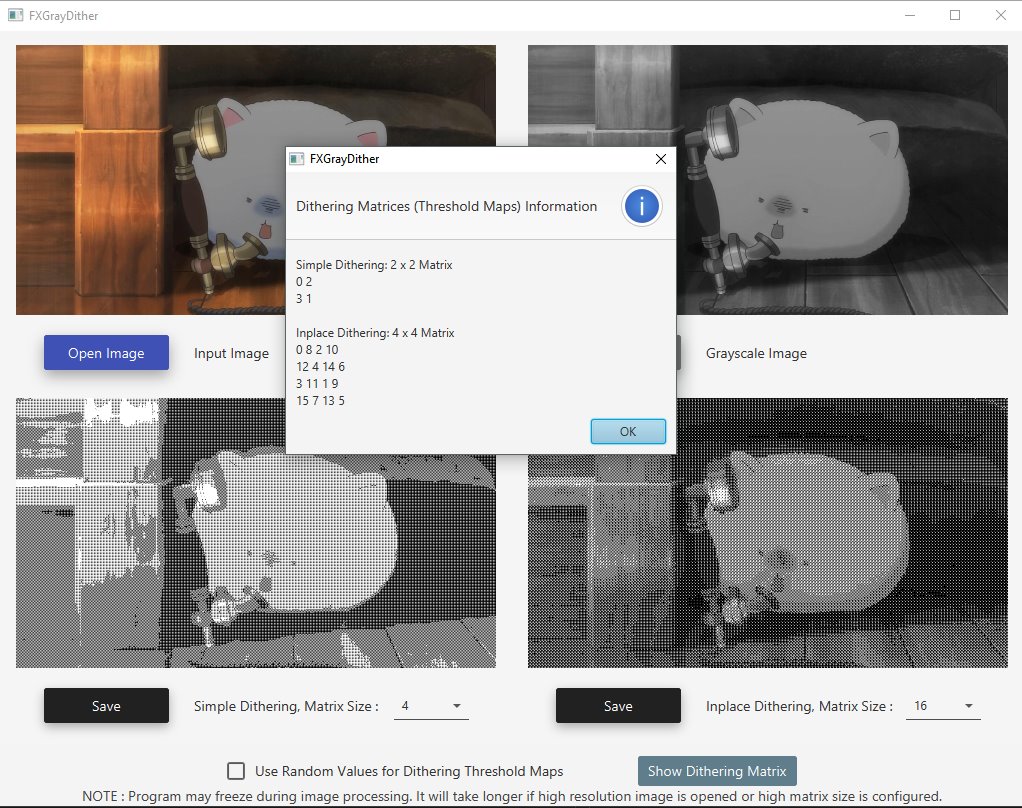 FXGrayDither
FXGrayDither
Dithering Matrices (Threshold Maps) Information
i
Simple Dithering: 2 x 2 Matrix
0 2
3 1
Inplace Dithering: 4 x 4 Matrix
0 8 2 10
12 4 14 6
3 11 1 9
15 7 13 5
OK
Open Image
Input Image
Grayscale Image
Save
Simple Dithering, Matrix Size :
4
Save
Inplace Dithering, Matrix Size :
16
Use Random Values for Dithering Threshold Maps
Show Dithering Matrix
NOTE : Program may freeze during image processing. It will take longer if high resolution image is opened or high matrix size is configured.